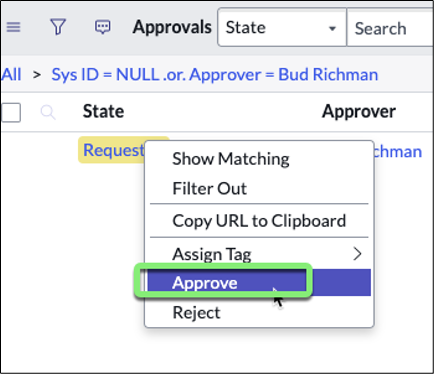 Approvals State Search
All > Sys ID = NULL .or. Approver = Bud Richman
State Approver
Request chman
Show Matching
Filter Out
Copy URL to Clipboard
Assign Tag >
Approve
Reject